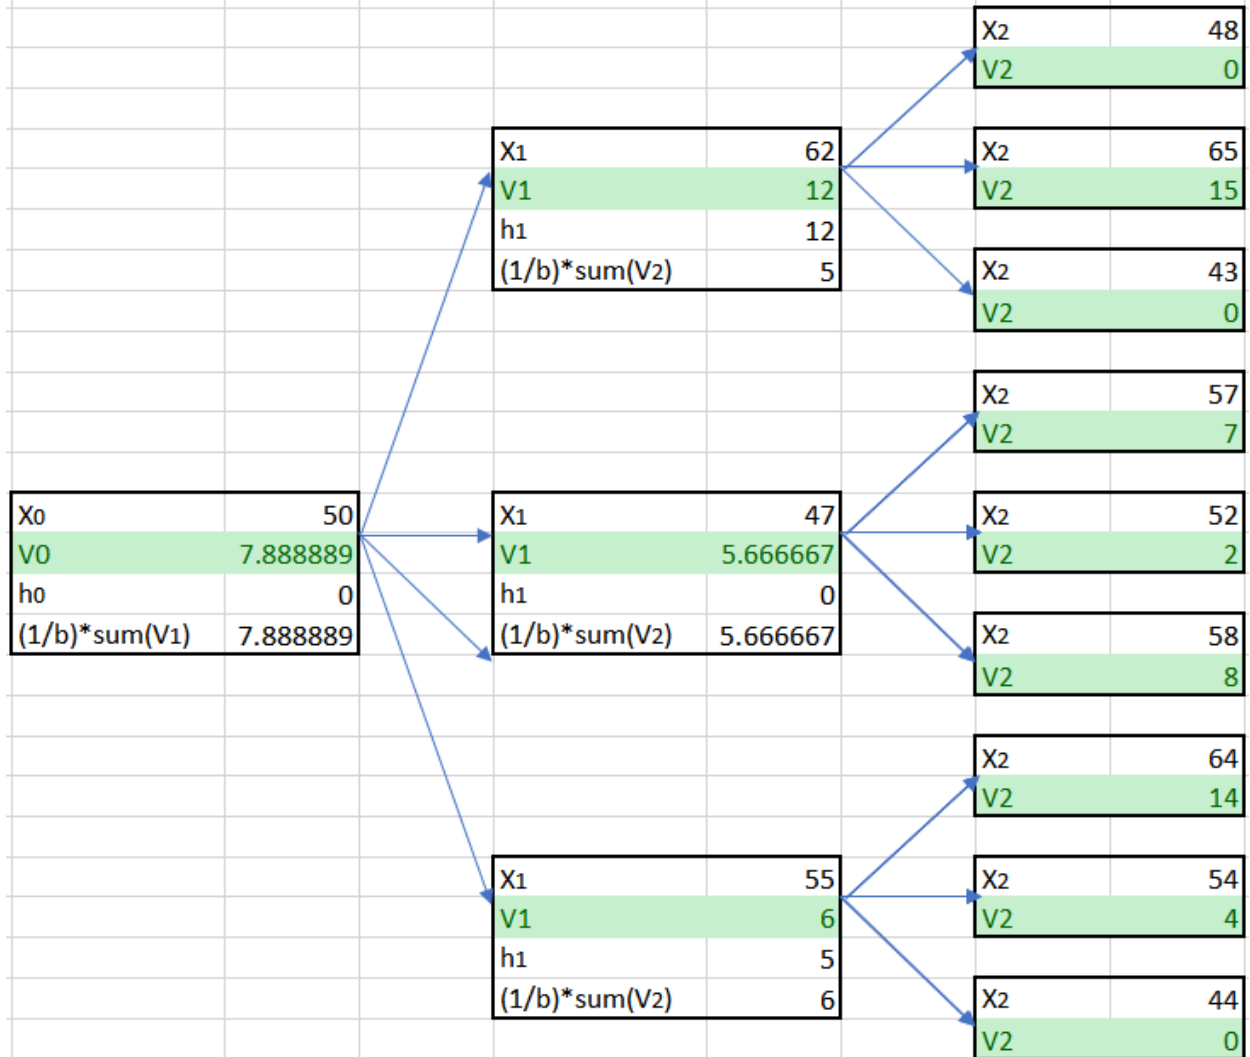 X0 50
V0 7.888889
h0 0
(1/b)*sum(V1) 7.888889
X1 62
V1 12
h1 12
(1/b)*sum(V2) 5
X1 47
V1 5.666667
h1 0
(1/b)*sum(V2) 5.666667
X1 55
V1 6
h1 5
(1/b)*sum(V2) 6
X2 48
V2 0
X2 65
V2 15
X2 43
V2 0
X2 57
V2 7
X2 52
V2 2
X2 58
V2 8
X2 64
V2 14
X2 54
V2 4
X2 44
V2 0